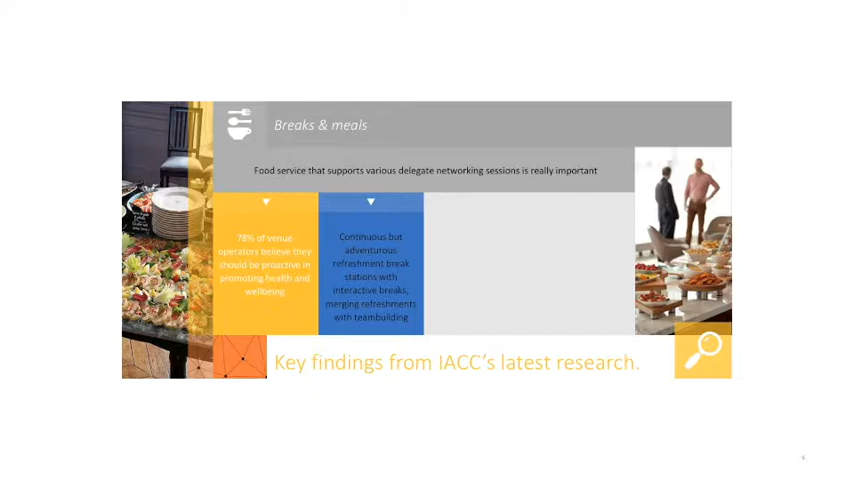 Breaks & meals
Food service that supports various delegate networking sessions is really important
78% of venue
operators believe they
should be proactive in
promoting health and
wellbeing
Continuous but
adventurous
refreshment break
stations with
interactive breaks,
merging refreshments
with teambuilding
Key findings from IACC’s latest research.
6